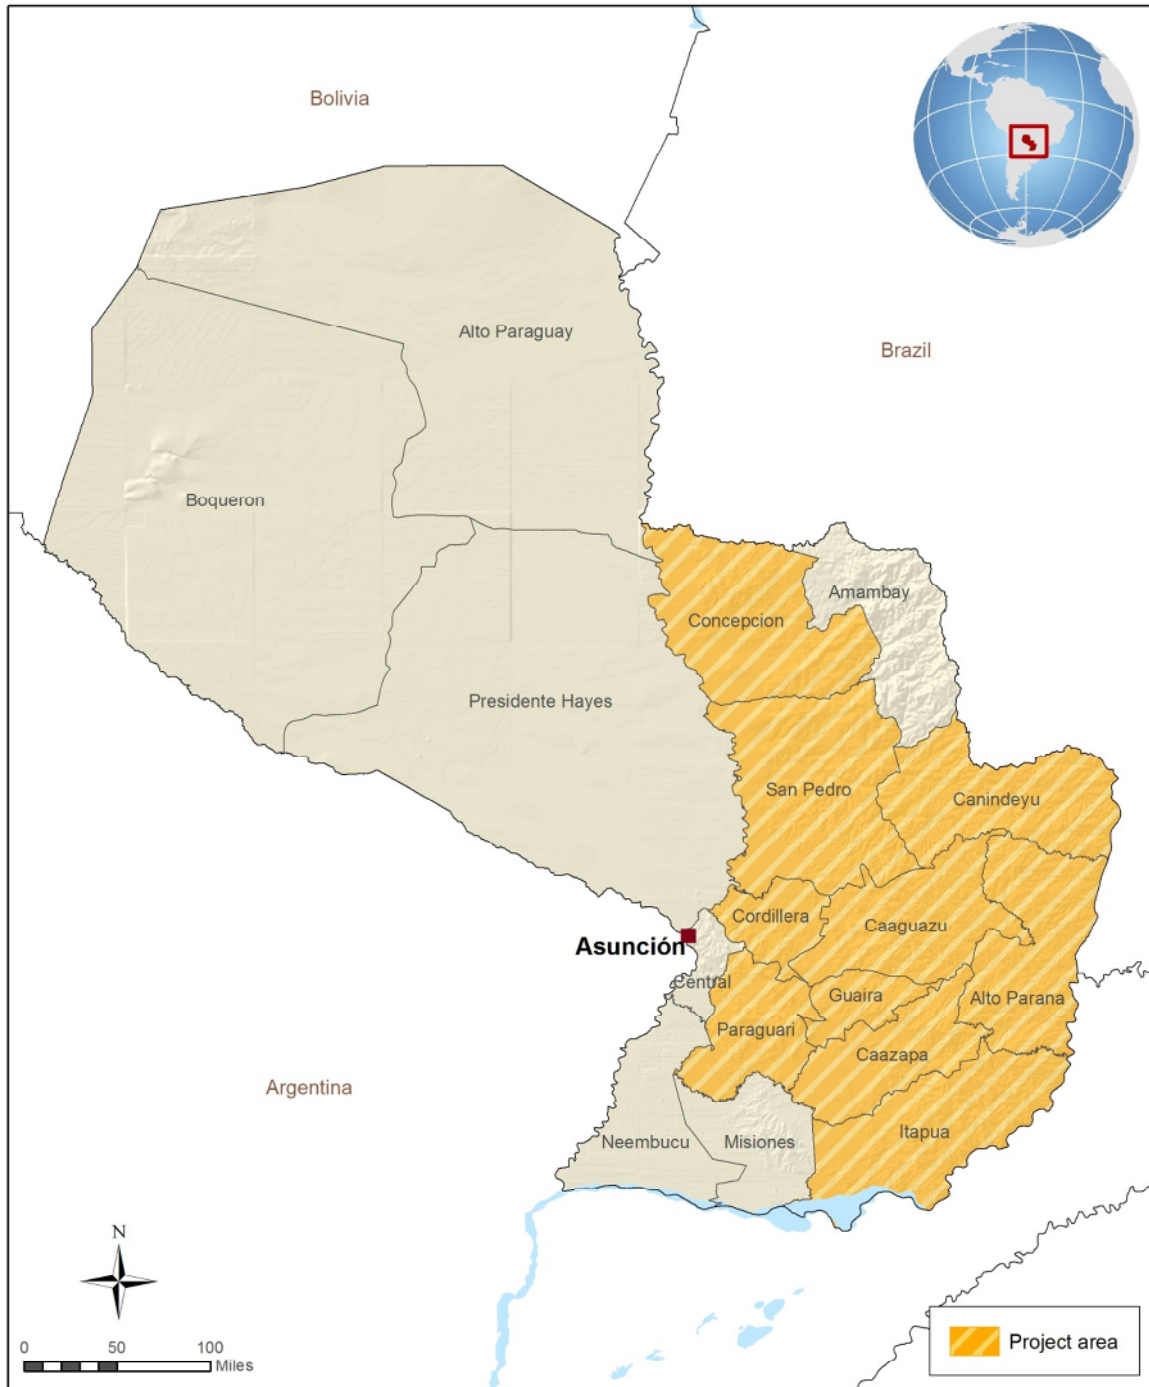 Bolivia
Brazil
Alto Paraguay
Boqueron
Amambay
Concepcion
Presidente Hayes
San Pedro
Canindeyu
Cordillera
Caaguazu
Asunción
Central
Guaira
Alto Parana
Paraguari
Caazapa
Argentina
Itapua
Neembucu
Misiones
N
0 50 100
Miles
Project area